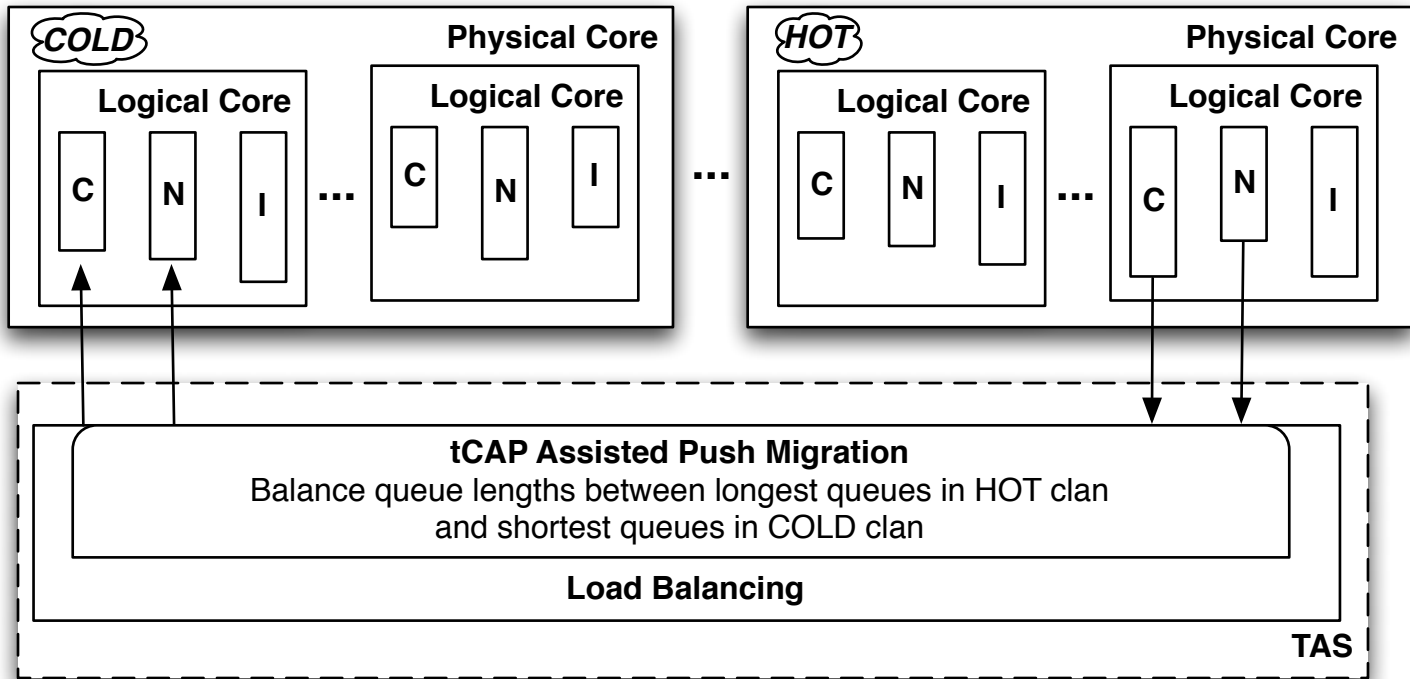 COLD
Physical Core
Logical Core
C
N
I
...
Logical Core
C
N
I
...
HOT
Physical Core
Logical Core
C
N
I
...
Logical Core
C
N
I
tCAP Assisted Push Migration
Balance queue lengths between longest queues in HOT clan
and shortest queues in COLD clan
Load Balancing
TAS